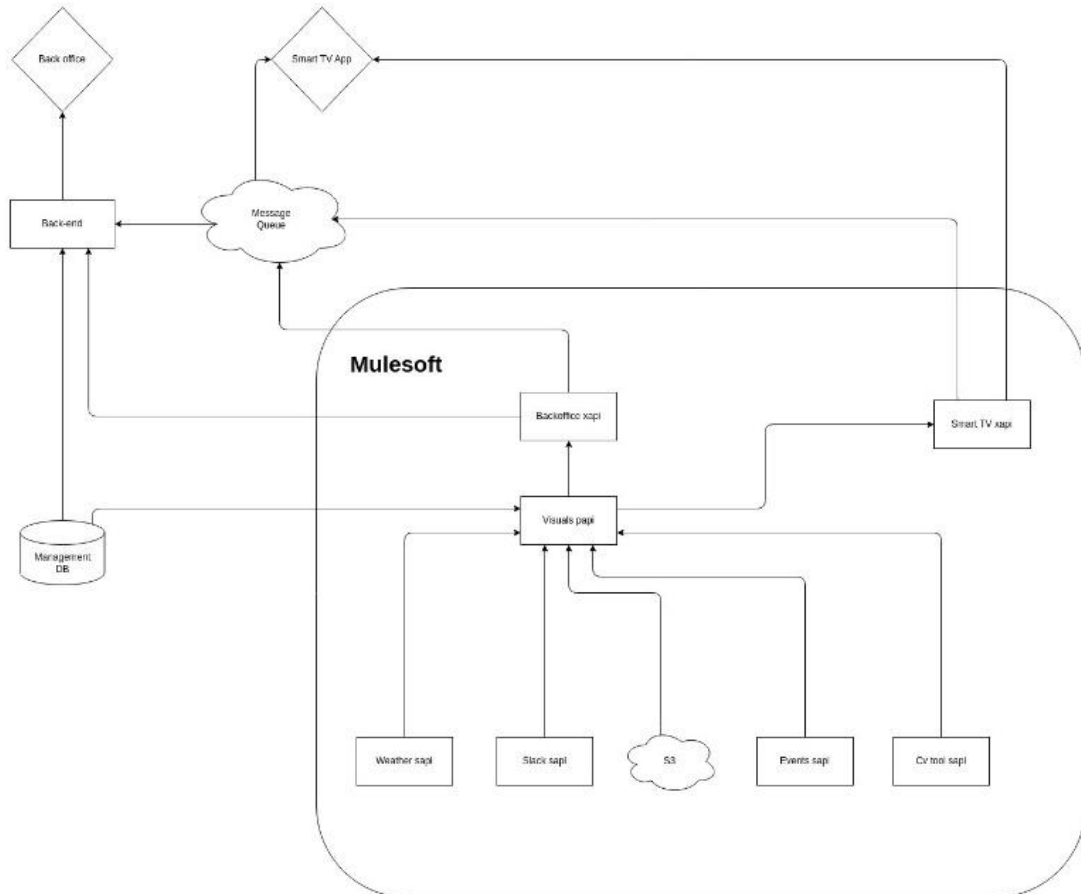 Back office
Smart TV App
Back-end
Message
Queue
Mulesoft
Backoffice xapi
Smart TV xapi
Visuals papi
Management
DB
Weather sapi
Slack sapi
S3
Events sapi
Cv tool sapi